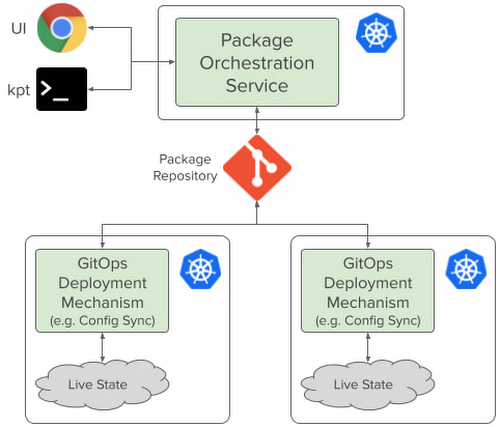 UI
kpt
Package
Orchestration
Service
Package
Repository
GitOps
Deployment
Mechanism
(e.g. Config Sync)
Live State
GitOps
Deployment
Mechanism
(e.g. Config Sync)
Live State